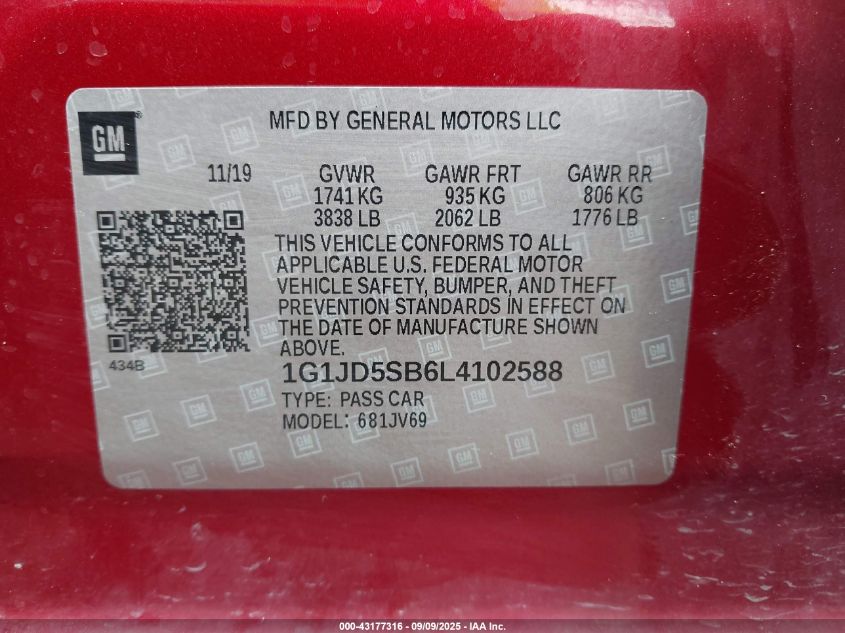 GM
MFD BY GENERAL MOTORS LLC
11/19 GVWR GAWR FRT GAWR RR
1741 KG 935 KG 806 KG
3838 LB 2062 LB 1776 LB
THIS VEHICLE CONFORMS TO ALL
APPLICABLE U.S. FEDERAL MOTOR
VEHICLE SAFETY, BUMPER, AND THEFT
PREVENTION STANDARDS IN EFFECT ON
THE DATE OF MANUFACTURE SHOWN
ABOVE.
434B
1G1JD5SB6L4102588
TYPE: PASS CAR
MODEL: 681JV69
000-43177316 - 09/09/2025 - IAA Inc.